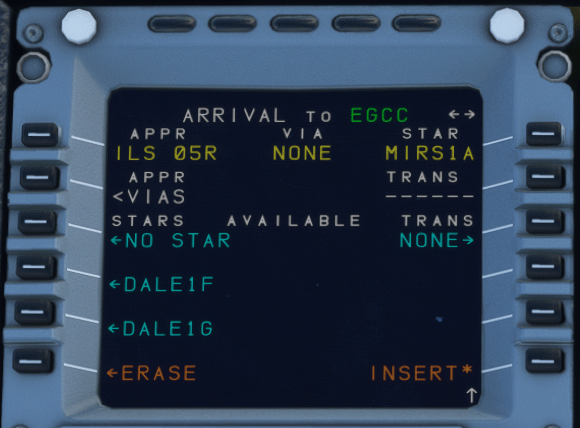 ARRIVAL TO EGCC ←→
APPR VIA STAR
ILS 05R NONE MIRS1A
APPR TRANS
<VIAS ------
STARS AVAILABLE TRANS
←NO STAR NONE→
←DALE1F
←DALE1G
←ERASE INSERT*
↑